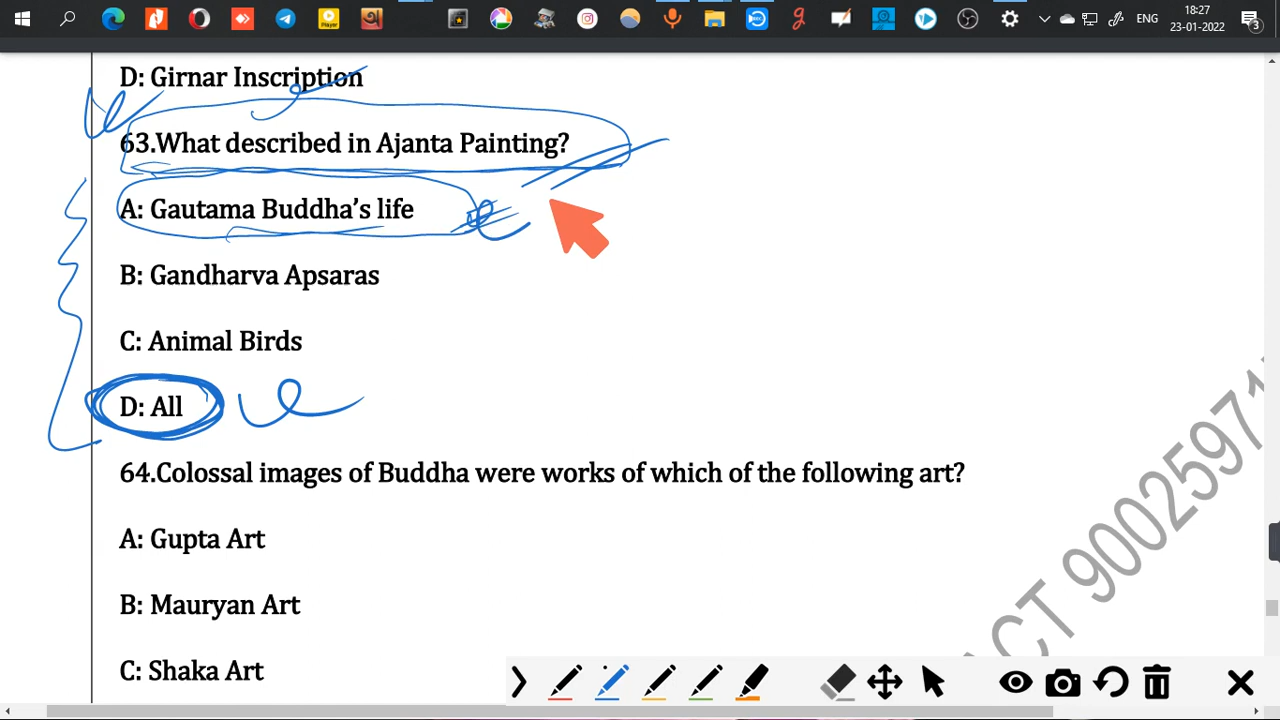 ENG
18:27
23-01-2022
3
Player
D: Girnar Inscription
63.What described in Ajanta Painting?
A: Gautama Buddha's life
B: Gandharva Apsaras
C: Animal Birds
D: All
64.Colossal images of Buddha were works of which of the following art?
A: Gupta Art
B: Mauryan Art
C: Shaka Art